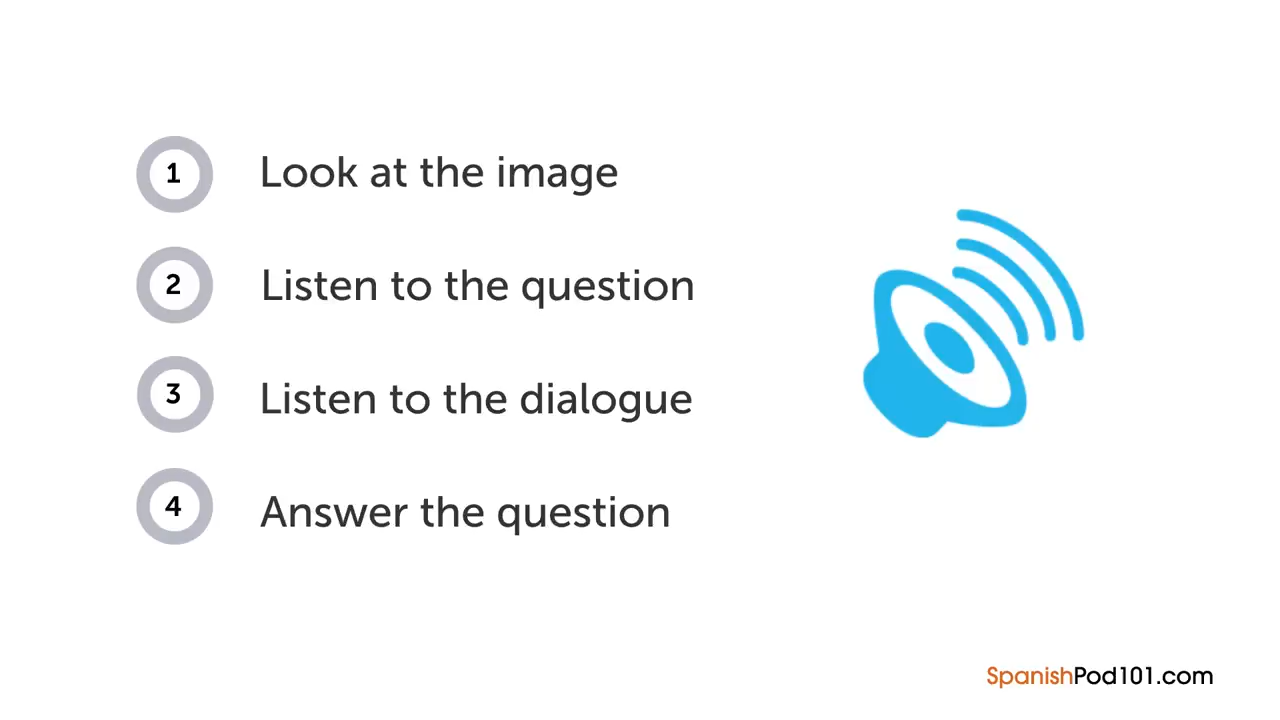 1 Look at the image
2 Listen to the question
3 Listen to the dialogue
4 Answer the question
SpanishPod101.com